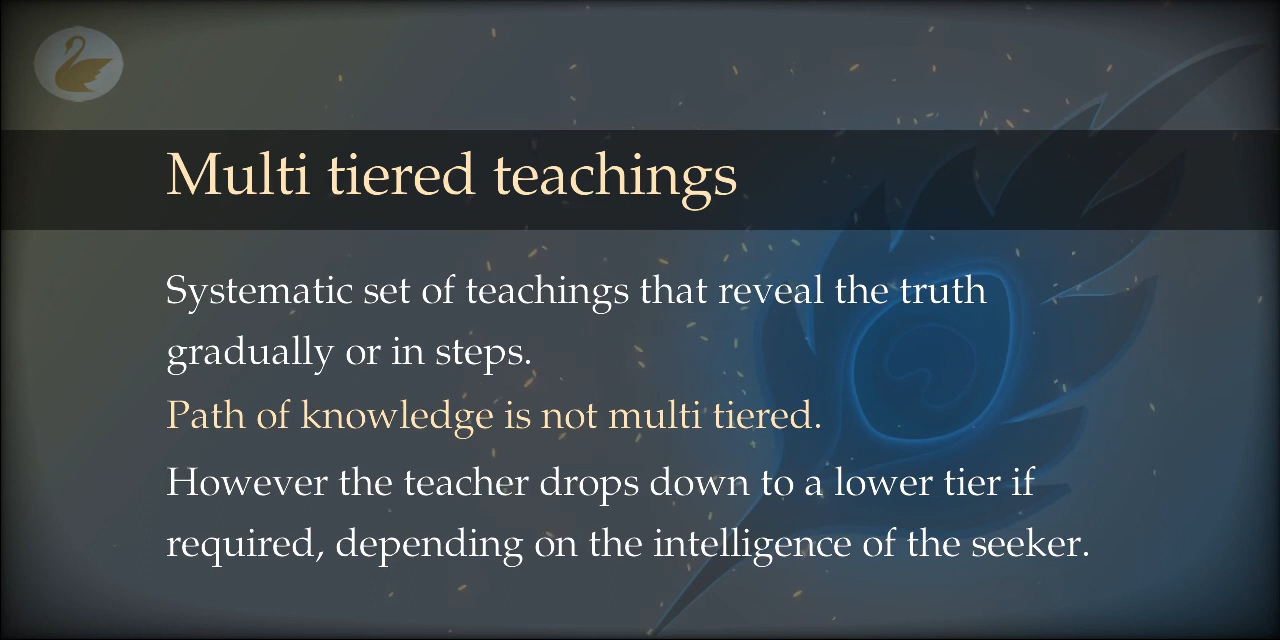 Multi tiered teachings
Systematic set of teachings that reveal the truth
gradually or in steps.
Path of knowledge is not multi tiered.
However the teacher drops down to a lower tier if
required, depending on the intelligence of the seeker.